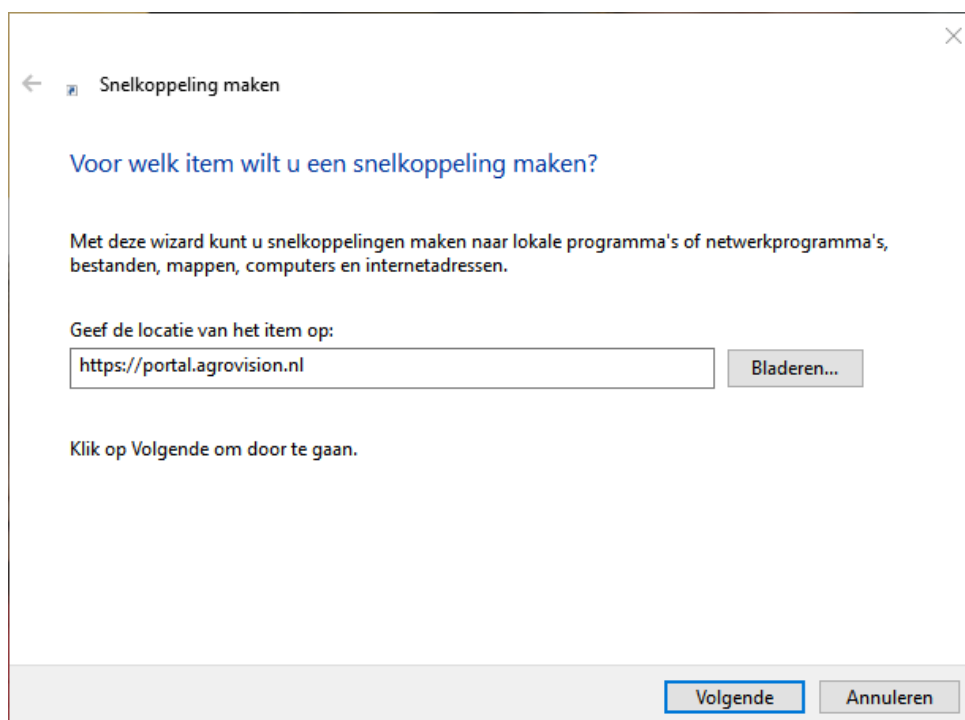 Snelkoppeling maken
Voor welk item wilt u een snelkoppeling maken?
Met deze wizard kunt u snelkoppelingen maken naar lokale programma's of netwerkprogramma's,
bestanden, mappen, computers en internetadressen.
Geef de locatie van het item op:
https://portal.agrovision.nl
Bladeren...
Klik op Volgende om door te gaan.
Volgende
Annuleren